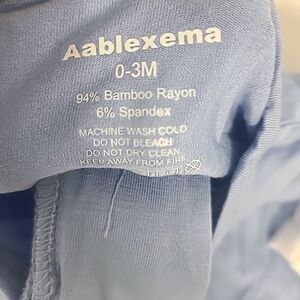 Aablexema
0-3M
94% Bamboo Rayon
6% Spandex
MACHINE WASH COLD
DO NOT BLEACH
DO NOT DRY CLEAN
KEEP AWAY FROM FIRE